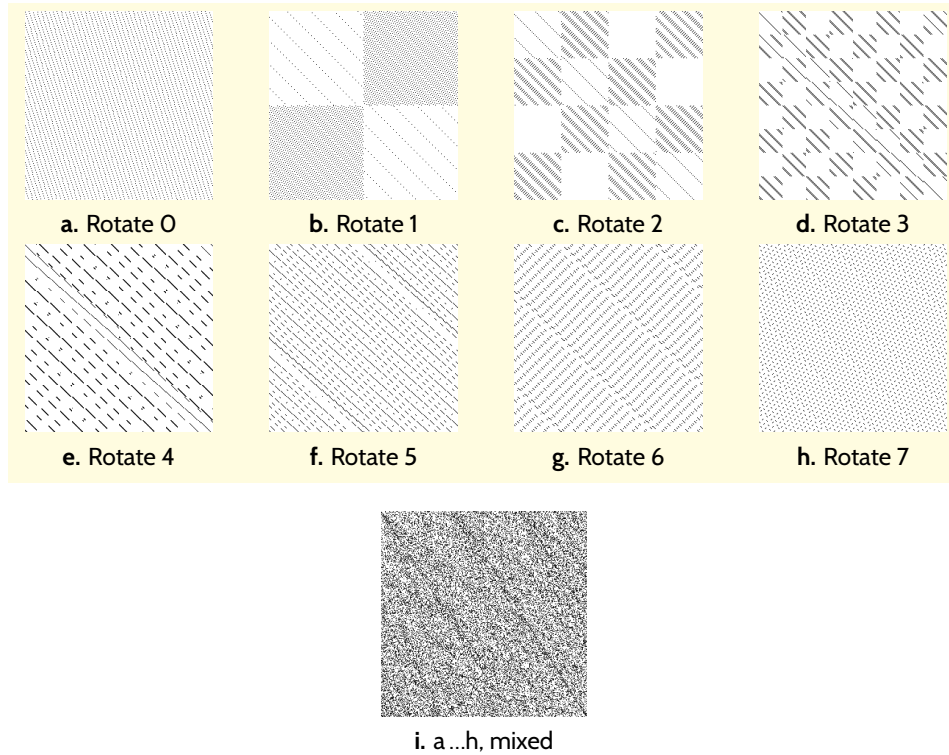 a. Rotate 0
b. Rotate 1
c. Rotate 2
d. Rotate 3
e. Rotate 4
f. Rotate 5
g. Rotate 6
h. Rotate 7
i. a ...h, mixed